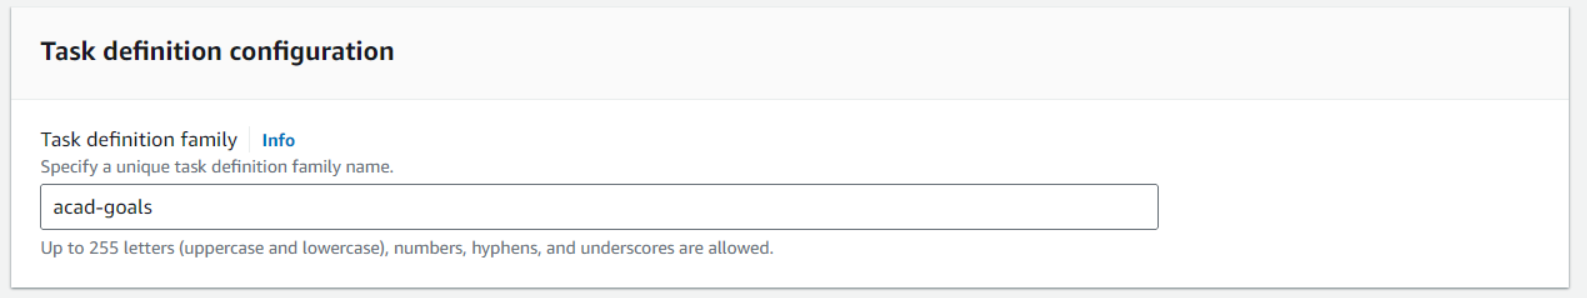 Task definition configuration
Task definition family Info
Specify a unique task definition family name.
acad-goals
Up to 255 letters (uppercase and lowercase), numbers, hyphens, and underscores are allowed.